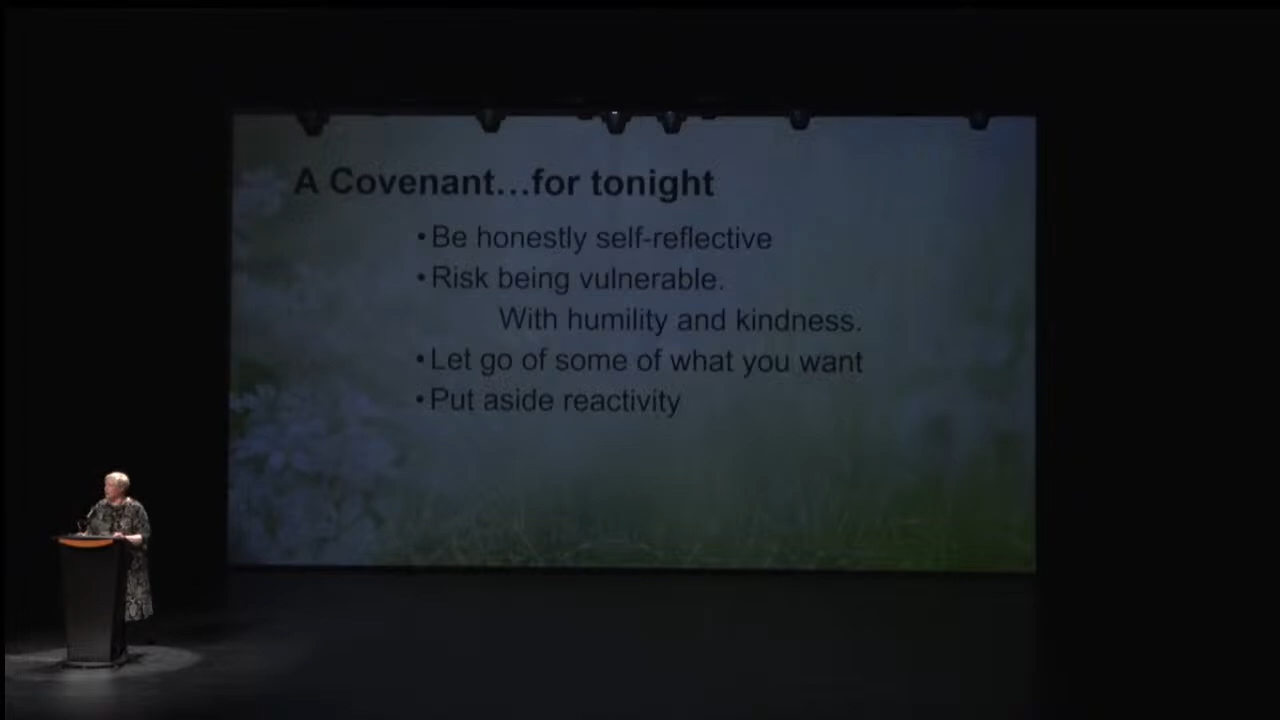 A Covenant...for tonight
• Be honestly self-reflective
• Risk being vulnerable.
With humility and kindness.
• Let go of some of what you want
• Put aside reactivity